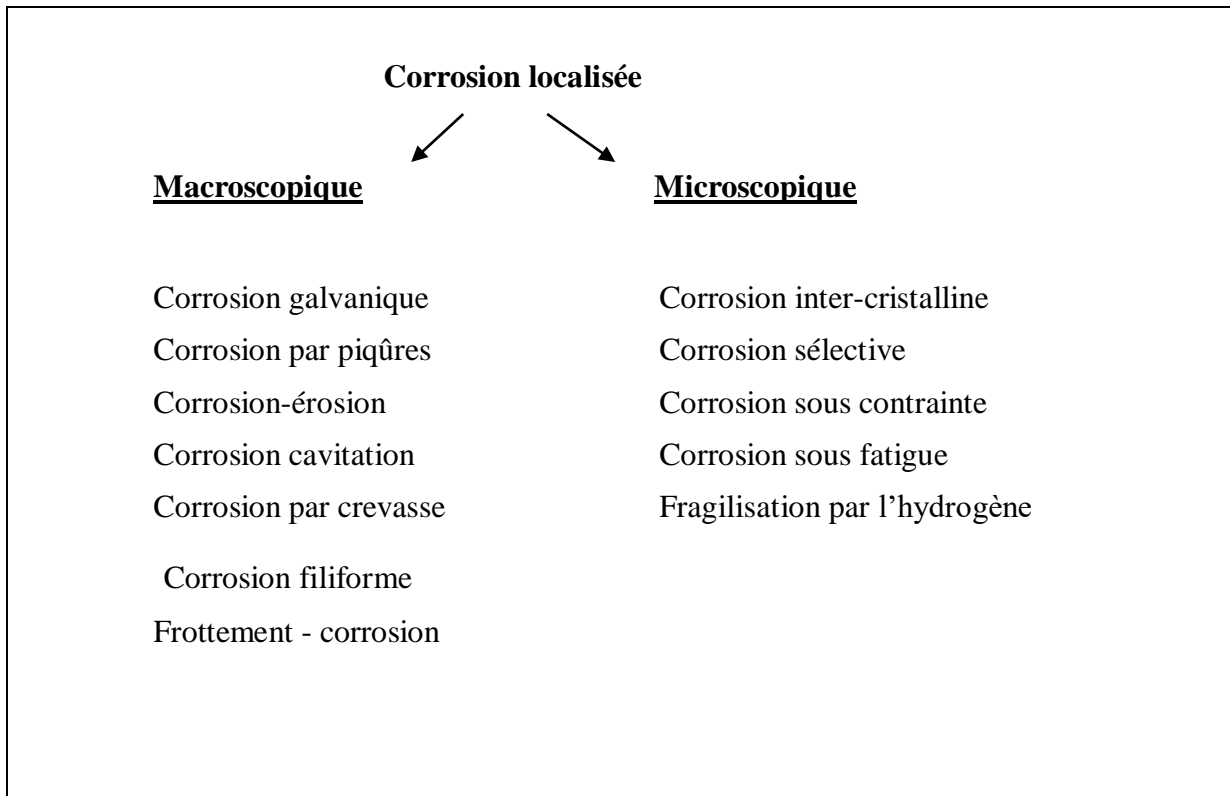 Corrosion localisée
Macroscopique
Microscopique
Corrosion galvanique
Corrosion par piqûres
Corrosion-érosion
Corrosion cavitation
Corrosion par crevasse
Corrosion filiforme
Frottement - corrosion
Corrosion inter-cristalline
Corrosion sélective
Corrosion sous contrainte
Corrosion sous fatigue
Fragilisation par l’hydrogène